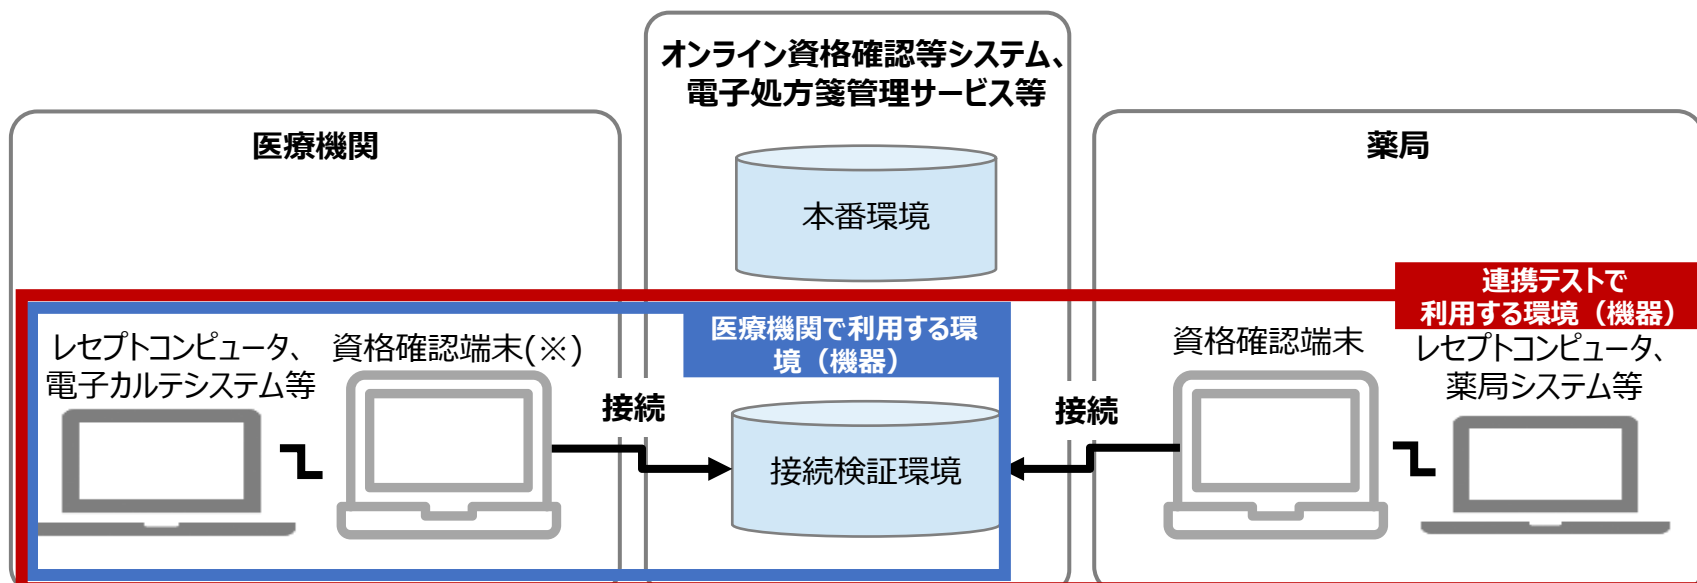 オンライン資格確認等システム、
電子処方箋管理サービス等
医療機関
薬局
本番環境
連携テストで
利用する環境（機器）
医療機関で利用する環
境（機器）
レセプトコンピュータ、
電子カルテシステム等
資格確認端末(※)
接続
接続検証環境
接続
資格確認端末
レセプトコンピュータ、
薬局システム等